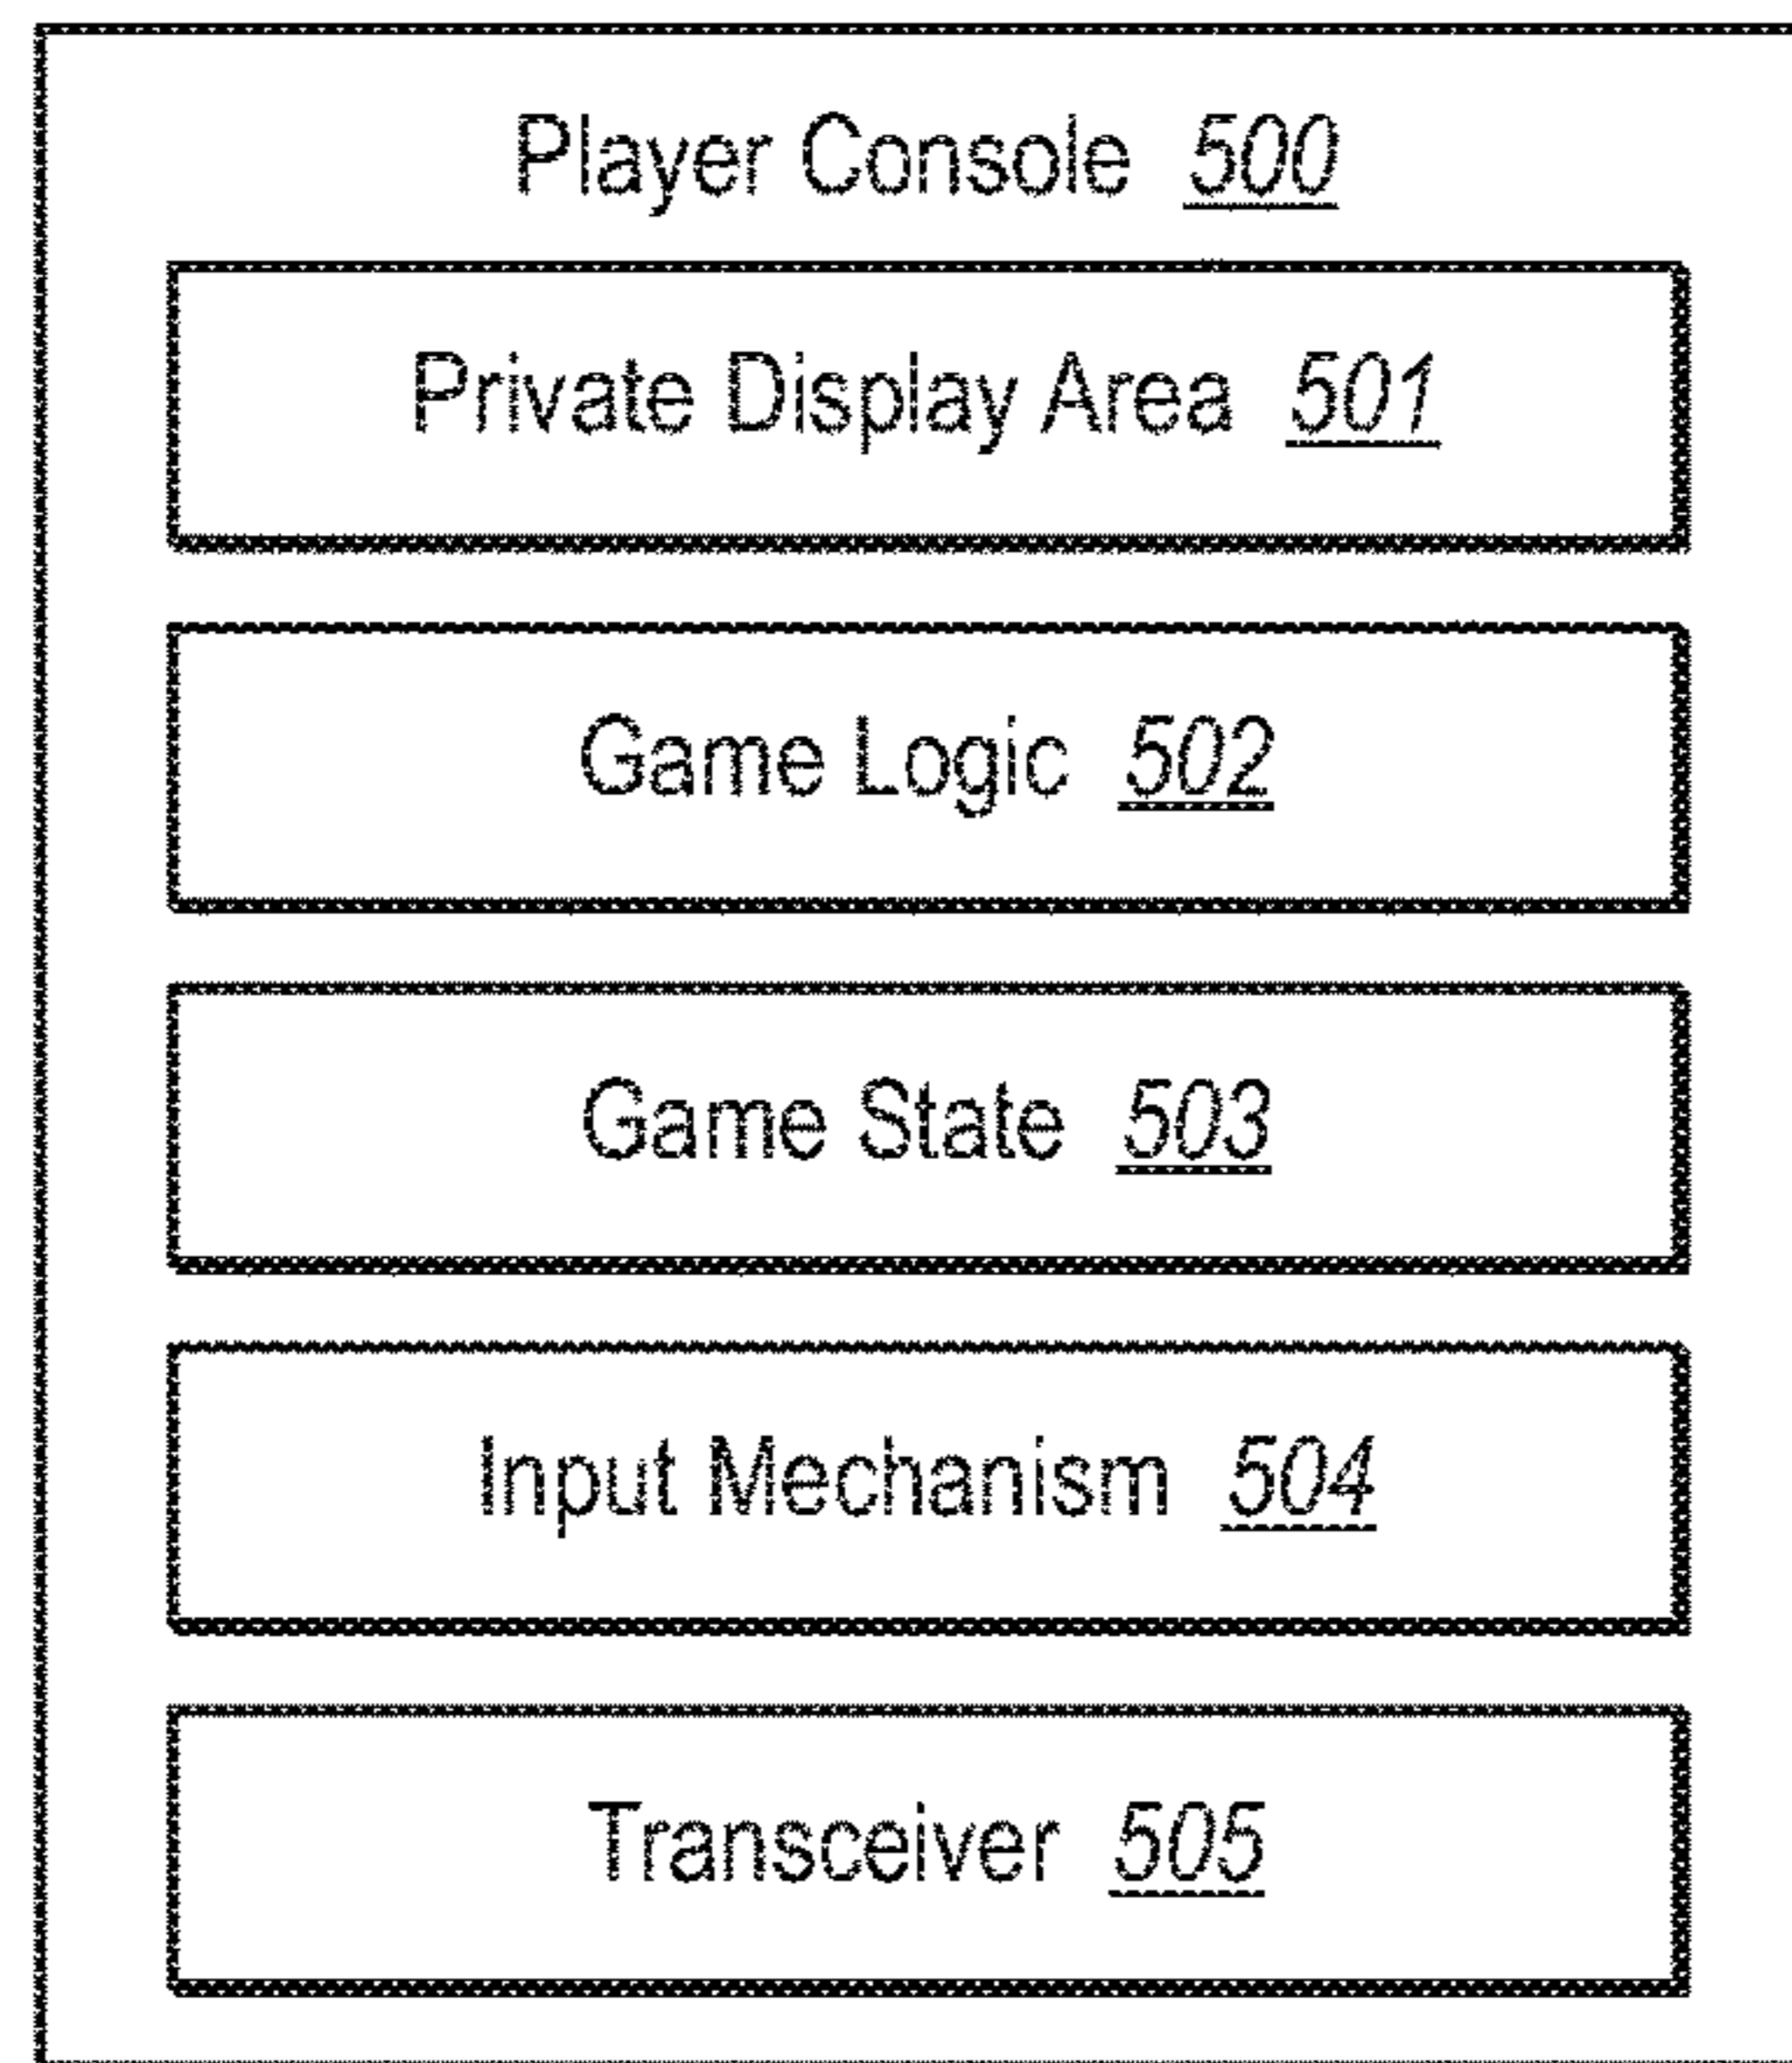 Player Console 500
Private Display Area 501
Game Logic 502
Game State 503
Input Mechanism 504
Transceiver 505